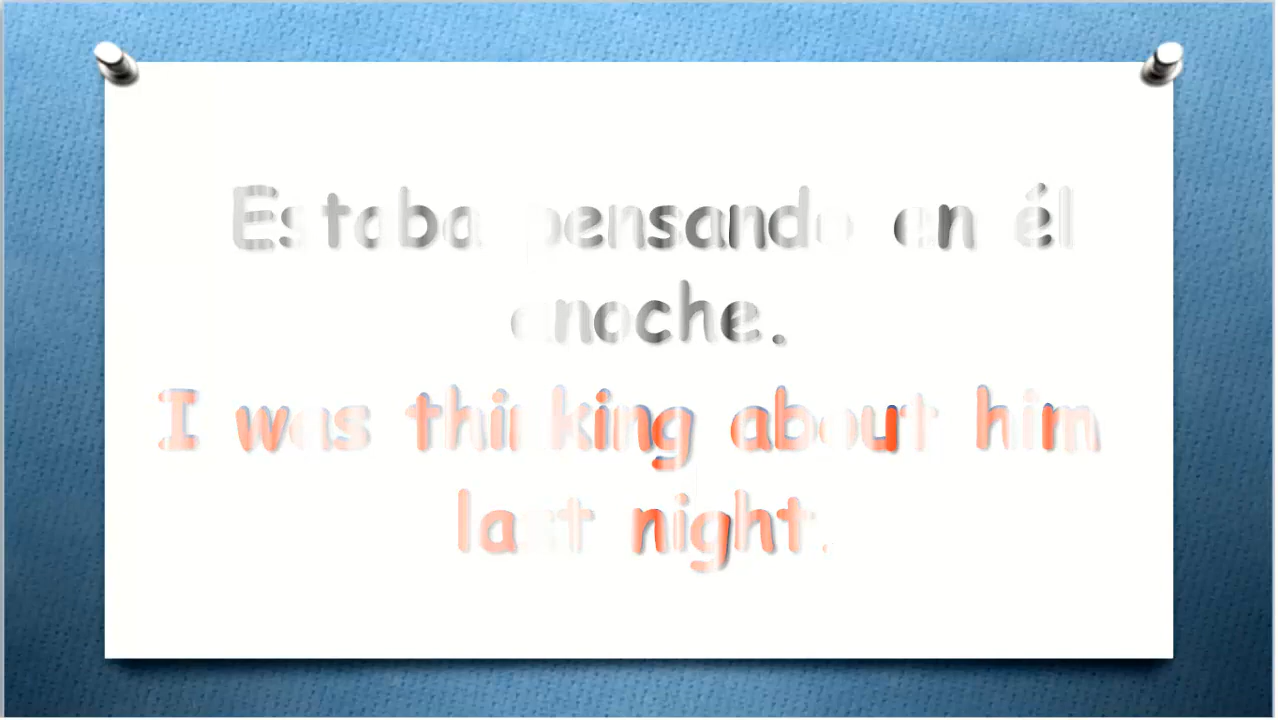 Estaba pensando en él
anoche.
I was thinking about him
last night.